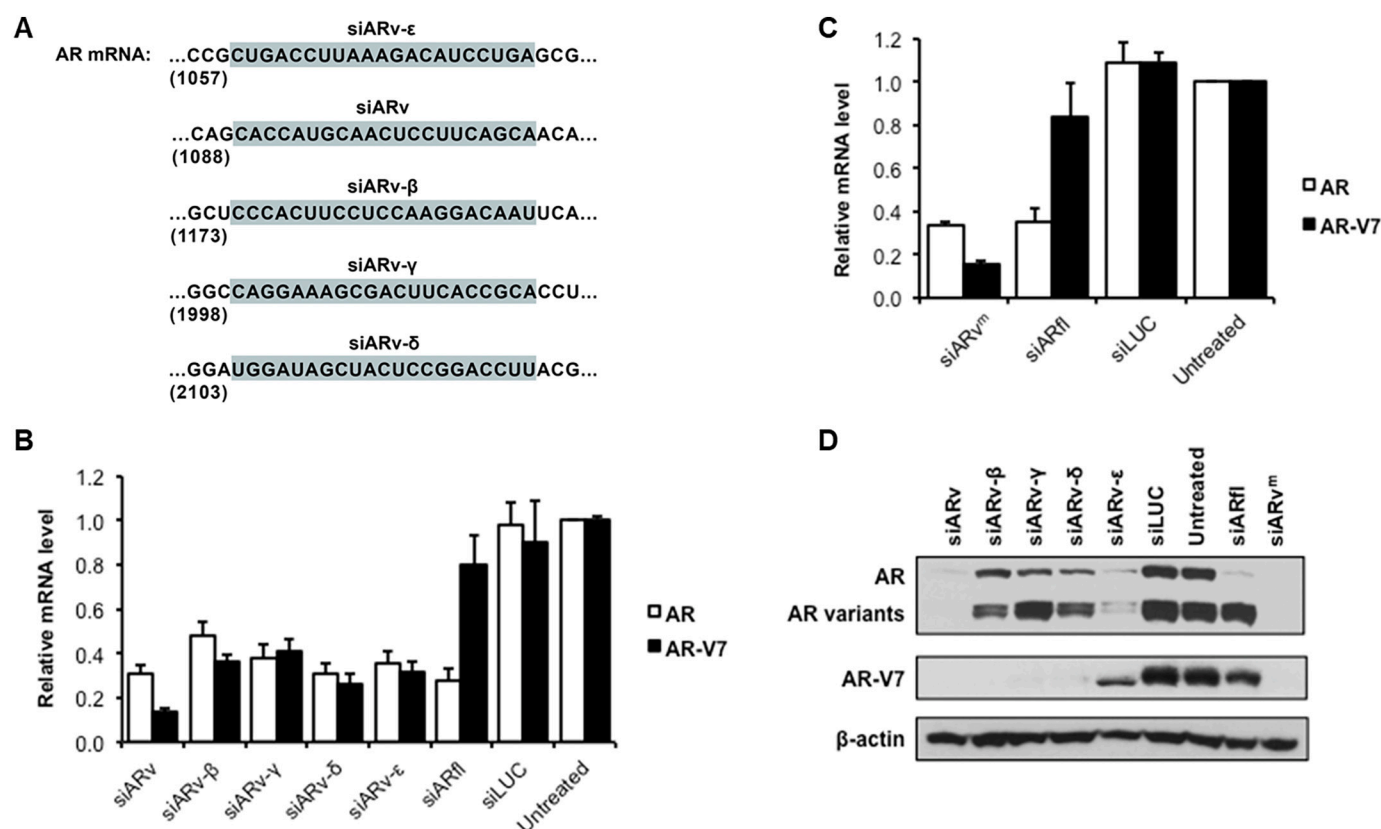 A
siARv-ε
AR mRNA: ...CCGCUGACCUUAAAGACAUCCUGAGCG...
(1057)
siARv
...CAGCACCAUGCAACUCCUUCAGCAACA...
(1088)
siARv-β
...GCUCCCACUUCCUCCAAGGACAAUUCA...
(1173)
siARv-γ
...GGCCAGGAAAGCGACUUCACCGCACCU...
(1998)
siARv-δ
...GGAUGGAUAGCUACUCCGGACCUUACG...
(2103)
B
Relative mRNA level
1.2
1.0
0.8
0.6
0.4
0.2
0.0
siARv
siARv-β
siARv-γ
siARv-δ
siARv-ε
siARfl
siLUC
Untreated
AR
AR-V7
C
Relative mRNA level
1.2
1.0
0.8
0.6
0.4
0.2
0.0
siARvᵐ
siARfl
siLUC
Untreated
AR
AR-V7
D
siARv
siARv-β
siARv-γ
siARv-δ
siARv-ε
siLUC
Untreated
siARfl
siARvᵐ
AR
AR variants
AR-V7
β-actin